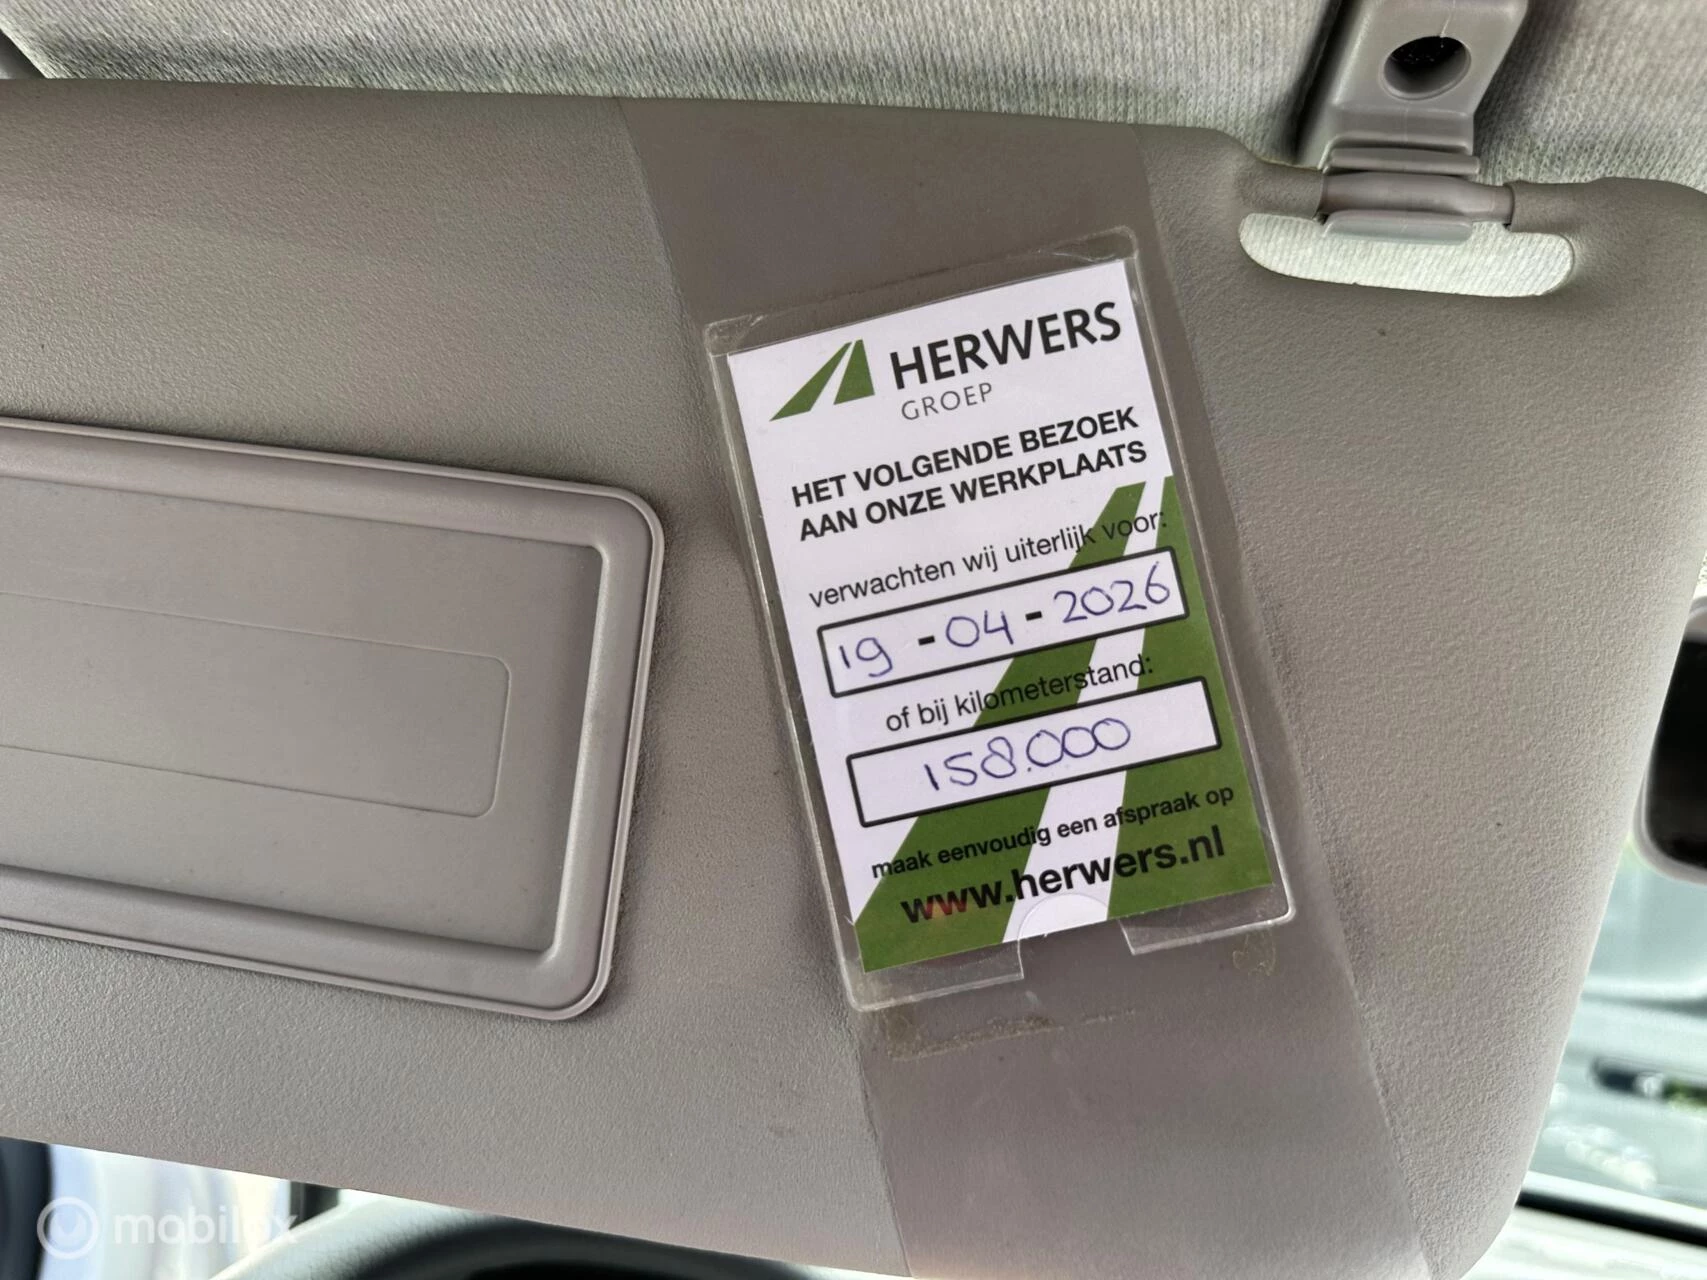 HERWERS
GROEP
HET VOLGENDE BEZOEK
AAN ONZE WERKPLAATS
verwachten wij uiterlijk voor:
19-04-2026
of bij kilometerstand:
158.000
maak eenvoudig een afspraak op
www.herwers.nl
mobilox